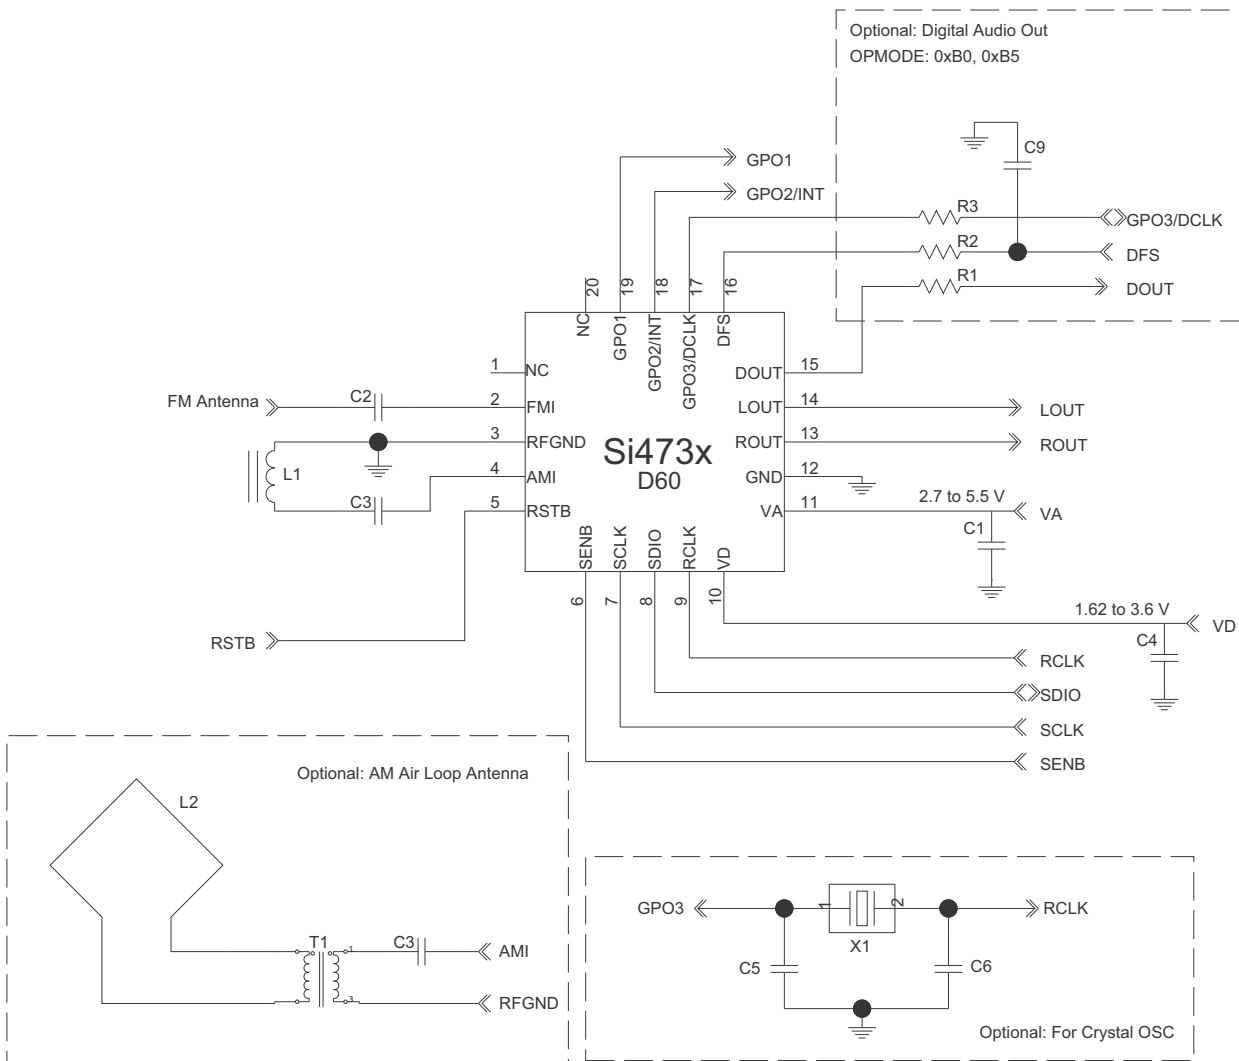 Optional: Digital Audio Out
OPMODE: 0xB0, 0xB5
C9
GPO1
GPO2/INT
R3
GPO3/DCLK
R2
DFS
R1
DOUT
20
19
18
17
16
NC
GPO1
GPO2/INT
GPO3/DCLK
DFS
1
NC
DOUT
15
FM Antenna
C2
2
FMI
LOUT
14
LOUT
3
RFGND
Si473x
ROUT
13
ROUT
L1
4
AMI
D60
GND
12
C3
5
RSTB
VA
11
2.7 to 5.5 V
VA
C1
SENB
SCLK
SDIO
RCLK
VD
6
7
8
9
10
1.62 to 3.6 V
VD
C4
RSTB
RCLK
SDIO
SCLK
SENB
Optional: AM Air Loop Antenna
L2
T1
1
C3
AMI
3
RFGND
GPO3
1
2
RCLK
X1
C5
C6
Optional: For Crystal OSC